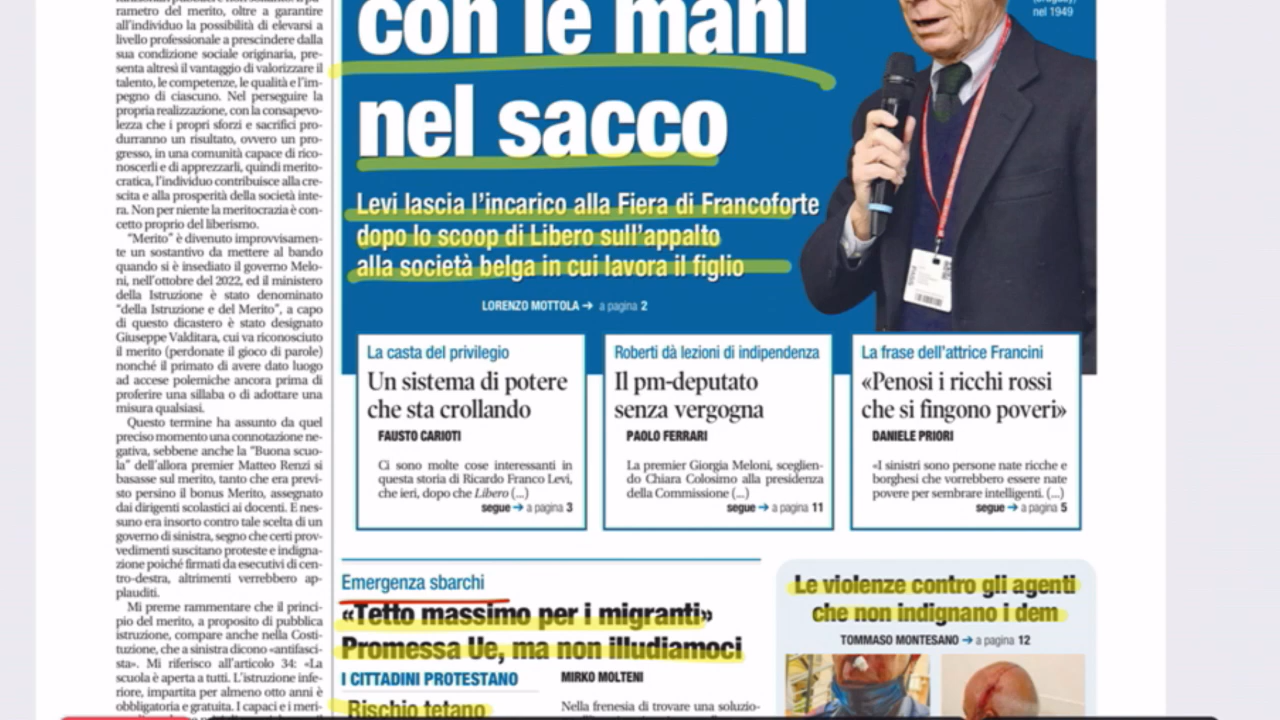 rametro del merito, oltre a garantire
all'individuo la possibilità di elevarsi a
livello professionale a prescindere dalla
sua condizione sociale originaria, pre-
senta altresì il vantaggio di valorizzare il
talento, le competenze, le qualità e l'im-
pegno di ciascuno. Nel perseguire la
propria realizzazione, con la consapevo-
lezza che i propri sforzi e sacrifici pro-
durranno un risultato, ovvero un pro-
gresso, in una comunità capace di rico-
noscerli e di apprezzarli, quindi merito-
cratica, l'individuo contribuisce alla cre-
scita e alla prosperità della società inte-
ra. Non per niente la meritocrazia è con-
cetto proprio del liberismo.
"Merito" è divenuto improvvisamen-
te un sostantivo da mettere al bando
quando si è insediato il governo Melo-
ni, nell'ottobre del 2022, ed il ministero
della Istruzione è stato denominato
"della Istruzione e del Merito", a capo
di questo dicastero è stato designato
Giuseppe Valditara, cui va riconosciuto
il merito (perdonate il gioco di parole)
nonché il primato di avere dato luogo
ad accese polemiche ancora prima di
proferire una sillaba o di adottare una
misura qualsiasi.
Questo termine ha assunto da quel
preciso momento una connotazione ne-
gativa, sebbene anche la "Buona scuo-
la" dell'allora premier Matteo Renzi si
basasse sul merito, tanto che era previ-
sto persino il bonus Merito, assegnato
dai dirigenti scolastici ai docenti. E nes-
suno era insorto contro tale scelta di un
governo di sinistra, segno che certi prov-
vedimenti suscitano proteste e indigna-
zione poiché firmati da esecutivi di cen-
tro-destra, altrimenti verrebbero ap-
plauditi.
Mi preme rammentare che il princi-
pio del merito, a proposito di pubblica
istruzione, compare anche nella Costi-
tuzione, che a sinistra dicono «antifasci-
sta». Mi riferisco all'articolo 34: «La
scuola è aperta a tutti. L'istruzione infe-
riore, impartita per almeno otto anni è
obbligatoria e gratuita. I capaci e i meri-
con le mani
nel sacco
nel 1949
Levi lascia l'incarico alla Fiera di Francoforte
dopo lo scoop di Libero sull'appalto
alla società belga in cui lavora il figlio
LORENZO MOTTOLA ➔ a pagina 2
La casta del privilegio
Un sistema di potere
che sta crollando
FAUSTO CARIOTI
Ci sono molte cose interessanti in
questa storia di Ricardo Franco Levi,
che ieri, dopo che Libero (...)
segue ➔ a pagina 3
Roberti dà lezioni di indipendenza
Il pm-deputato
senza vergogna
PAOLO FERRARI
La premier Giorgia Meloni, sceglien-
do Chiara Colosimo alla presidenza
della Commissione (...)
segue ➔ a pagina 11
La frase dell'attrice Francini
«Penosi i ricchi rossi
che si fingono poveri»
DANIELE PRIORI
«I sinistri sono persone nate ricche e
borghesi che vorrebbero essere nate
povere per sembrare intelligenti. (...)
segue ➔ a pagina 5
Emergenza sbarchi
«Tetto massimo per i migranti»
Promessa Ue, ma non illudiamoci
I CITTADINI PROTESTANO
Rischio tetano
MIRKO MOLTENI
Nella frenesia di trovare una soluzio-
Le violenze contro gli agenti
che non indignano i dem
TOMMASO MONTESANO ➔ a pagina 12